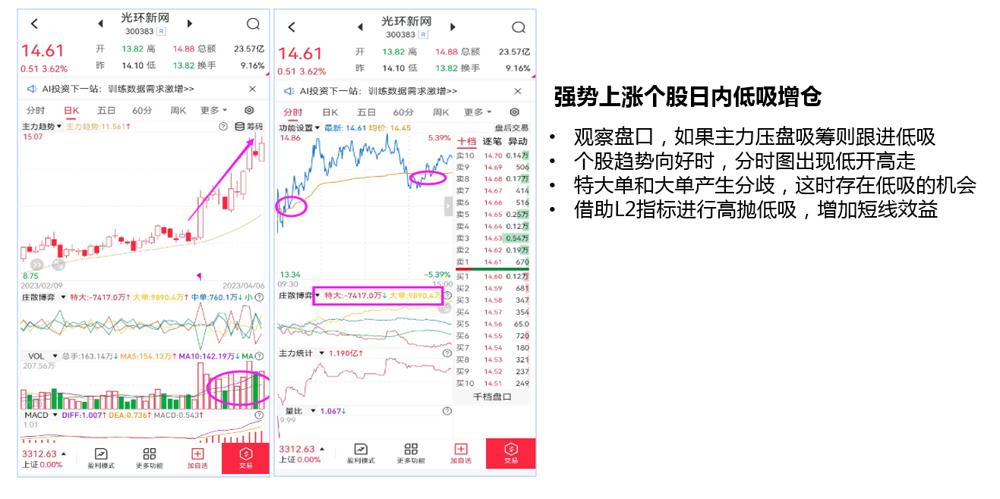 光环新网
300383 R
14.61
0.51 3.62%
开 13.82 高 14.88 总额 23.57亿
昨 14.10 低 13.82 换手 9.16%
AI投资下一站：训练数据需求激增>>
分时 日K 五日 60分 周K 更多
主力趋势 主力趋势:11.561↑ 筹码
15.07
8.75
2023/02/09 2023/04/06
庄散博弈 特大:-7417.0万↑ 大单:9890.4万↑ 中单:760.1万↓ 小
VOL 总手:163.14万↓ MA5:154.13万↑ MA10:142.19万↓ MA
207.56万
MACD DIFF:1.007↑ DEA:0.736↑ MACD:0.543↑
1.01
3312.63
上证 0.00%
盈利模式 更多功能 加自选 交易
光环新网
300383 R
14.61
0.51 3.62%
开 13.82 高 14.88 总额 23.57亿
昨 14.10 低 13.82 换手 9.16%
AI投资下一站：训练数据需求激增>>
分时 日K 五日 60分 周K 更多
功能设置 最新: 14.61 均价: 14.45 盘后交易
14.86 5.39%
13.34 -5.39%
09:30 15:00
十档 逐笔 异动
卖10 14.70 0.14万
卖9 14.69 506
卖8 14.68 0.17万
卖7 14.67 414
卖6 14.66 516
卖5 14.65 0.25万
卖4 14.64 0.12万
卖3 14.63 0.54万
卖2 14.62 0.19万
卖1 14.61 670
买1 14.60 0.12万
买2 14.59 681
买3 14.58 347
买4 14.57 354
买5 14.56 65.0
买6 14.55 720
买7 14.54 180
买8 14.53 321
买9 14.52 237
买10 14.51 249
千档盘口
庄散博弈 特大:-7417.0万↓ 大单:9890.4万
主力统计 1.190亿↑
量比 1.067↓
9.99
3312.63
上证 0.00%
盈利模式 更多功能 加自选 交易
强势上涨个股日内低吸增仓
• 观察盘口，如果主力压盘吸筹则跟进低吸
• 个股趋势向好时，分时图出现低开高走
• 特大单和大单产生分歧，这时存在低吸的机会
• 借助L2指标进行高抛低吸，增加短线效益